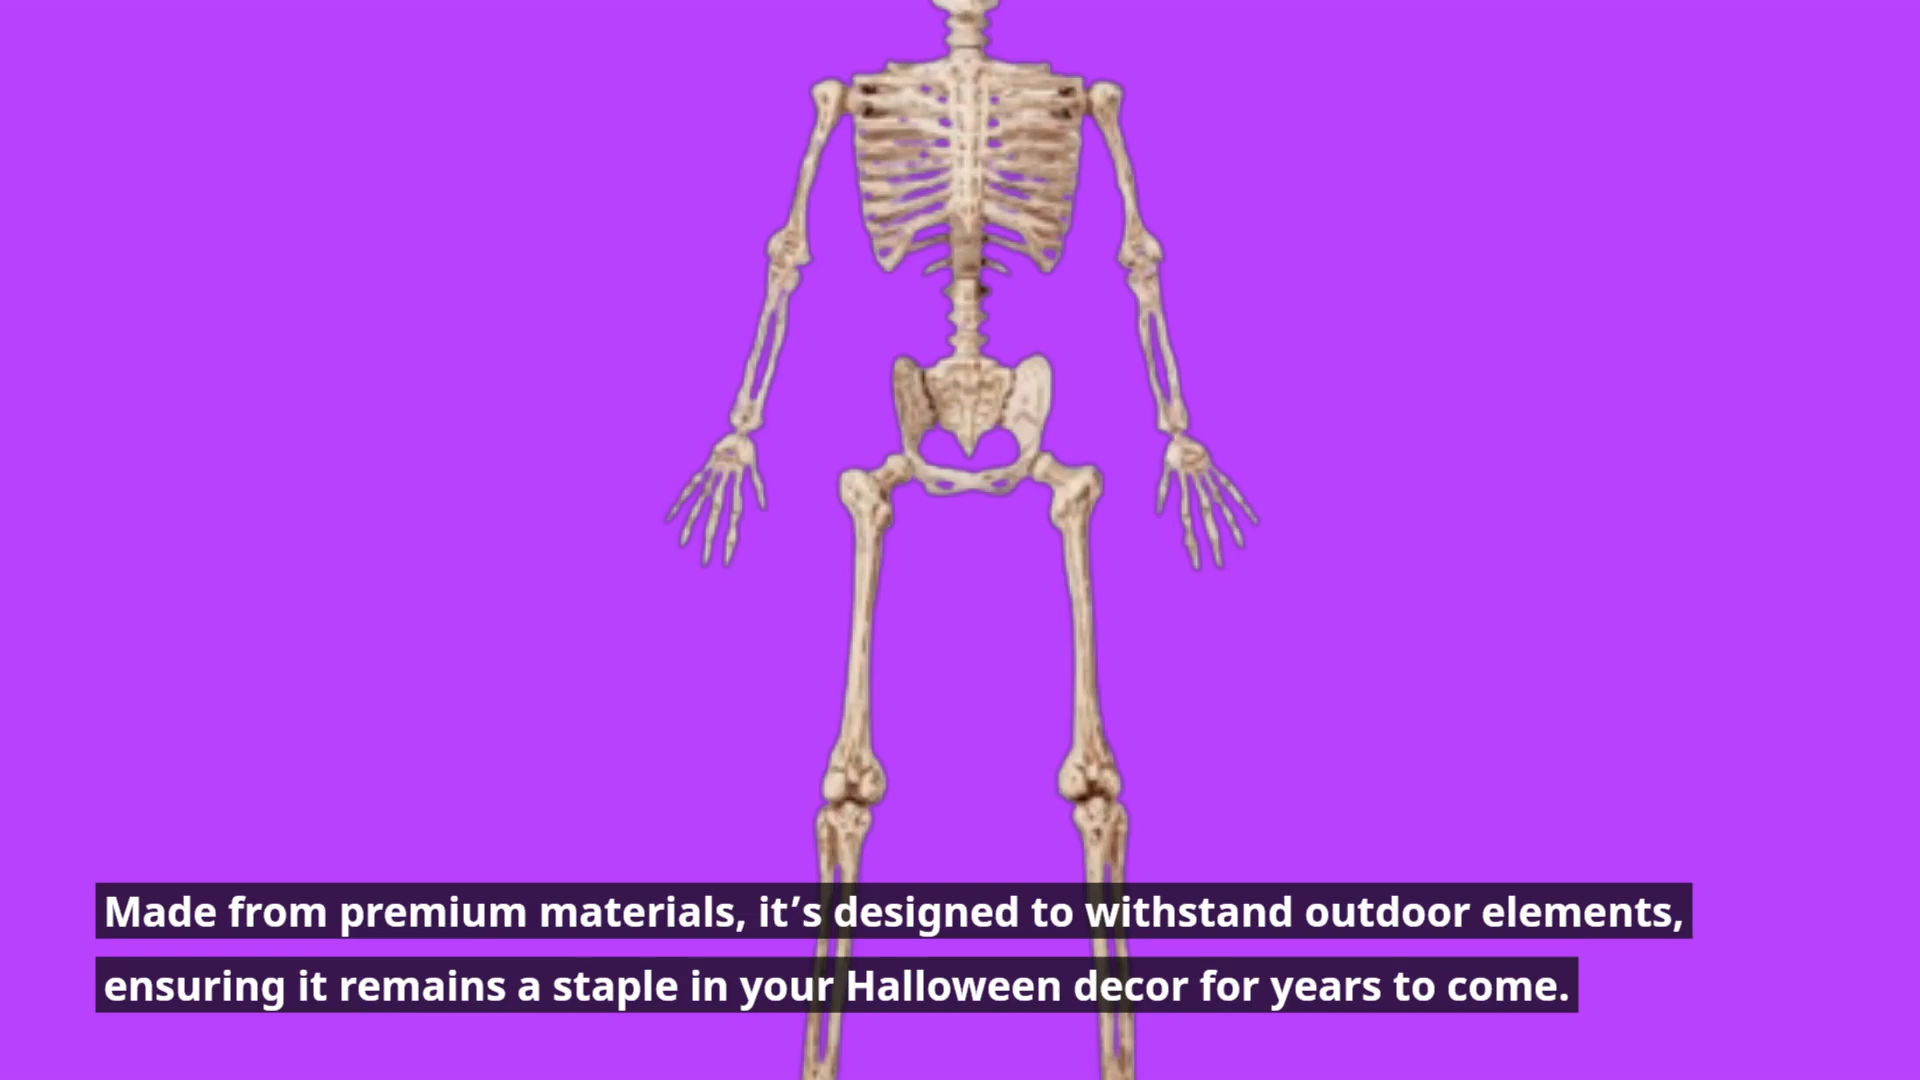 Made from premium materials, it’s designed to withstand outdoor elements,
ensuring it remains a staple in your Halloween decor for years to come.